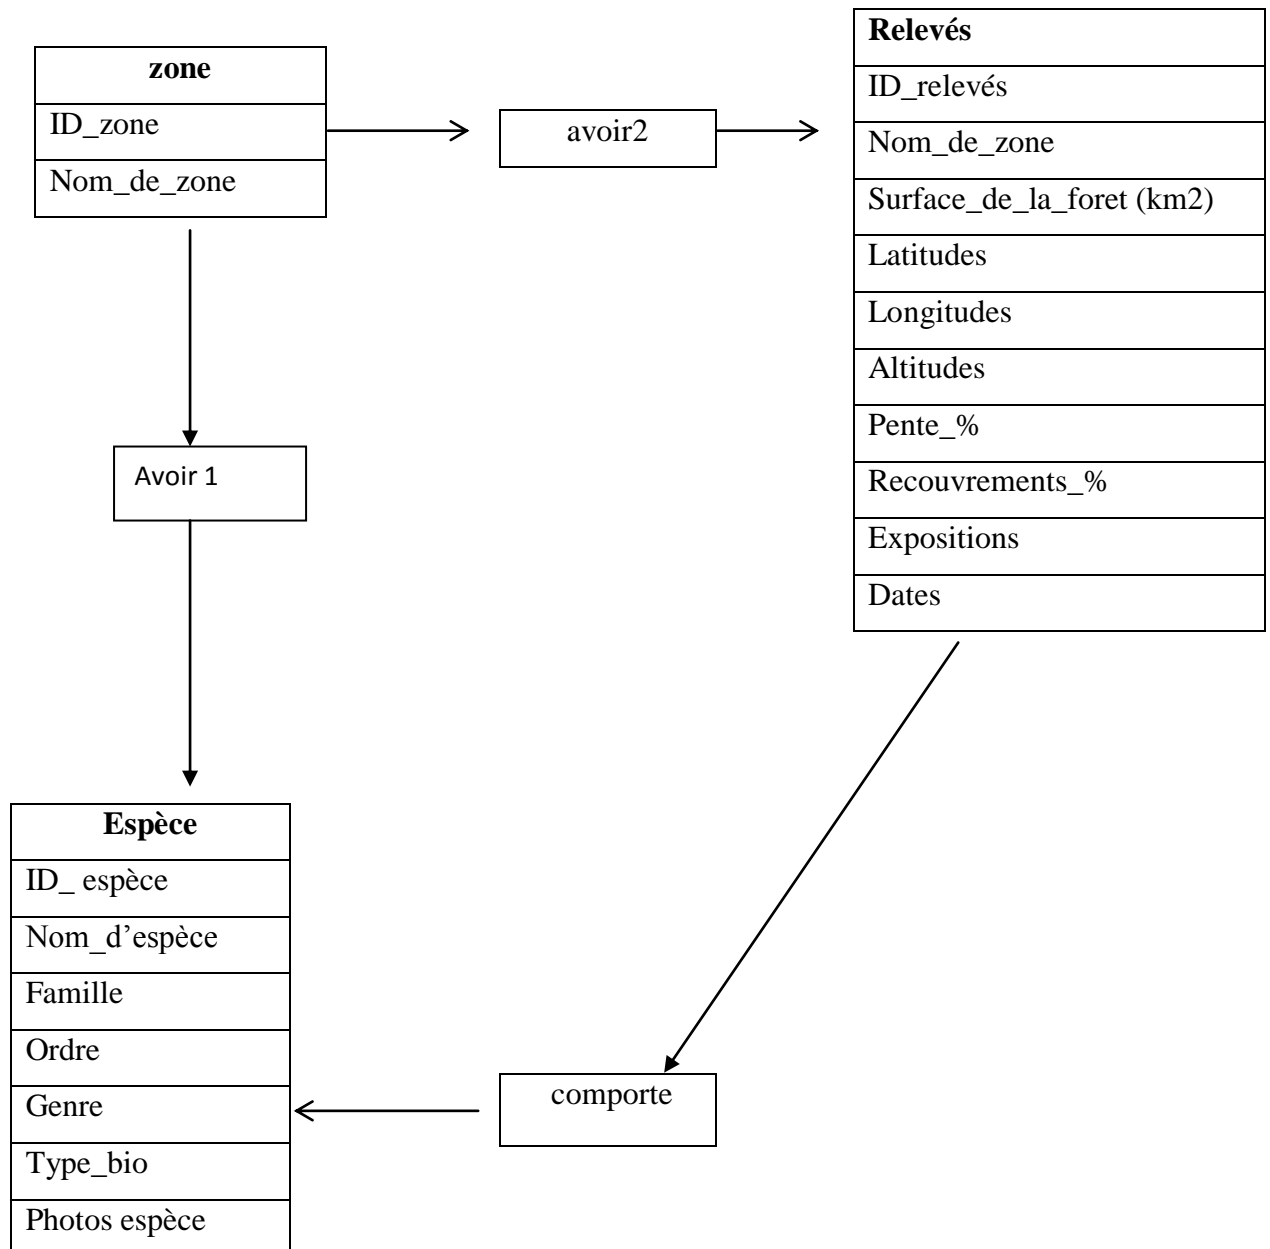 zone
ID_zone
Nom_de_zone
avoir2
Relevés
ID_relevés
Nom_de_zone
Surface_de_la_foret (km2)
Latitudes
Longitudes
Altitudes
Pente_%
Recouvrements_%
Expositions
Dates
Avoir 1
Espèce
ID_ espèce
Nom_d’espèce
Famille
Ordre
Genre
Type_bio
Photos espèce
comporte